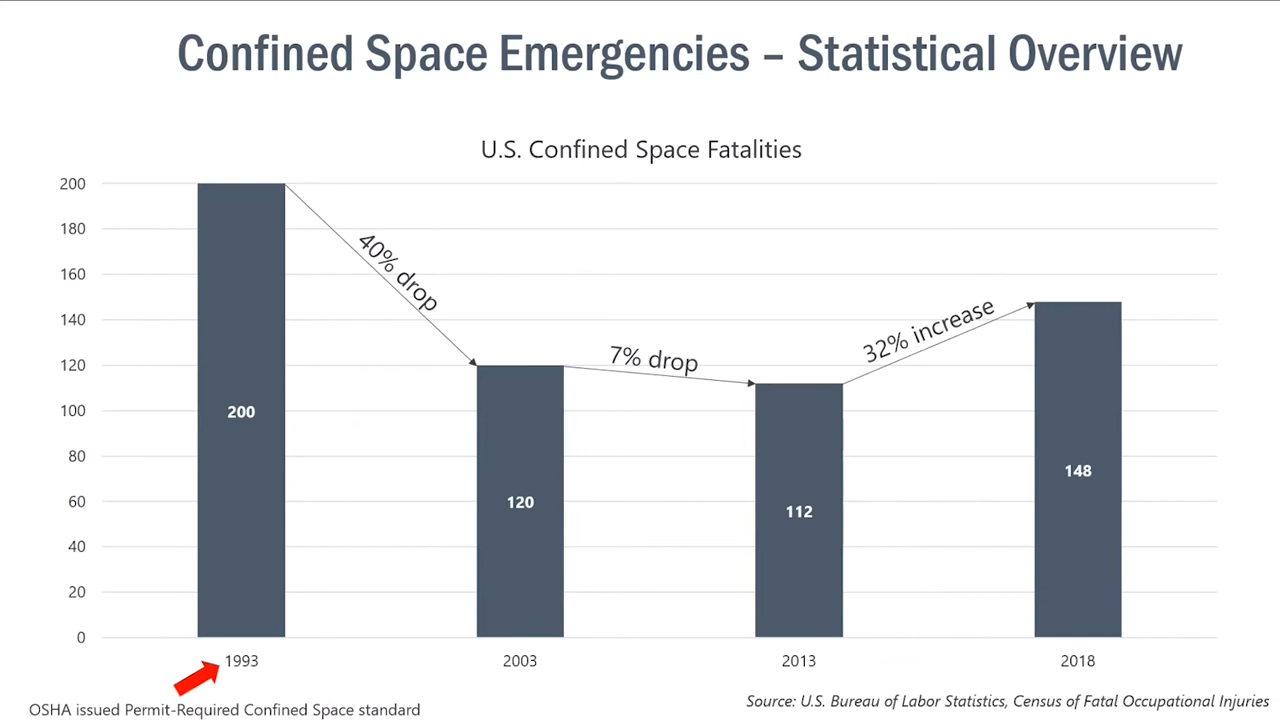 Confined Space Emergencies – Statistical Overview
U.S. Confined Space Fatalities
200
180
160
140
120
100
80
60
40
20
0
40% drop
7% drop
32% increase
200
120
112
148
1993
2003
2013
2018
OSHA issued Permit-Required Confined Space standard
Source: U.S. Bureau of Labor Statistics, Census of Fatal Occupational Injuries